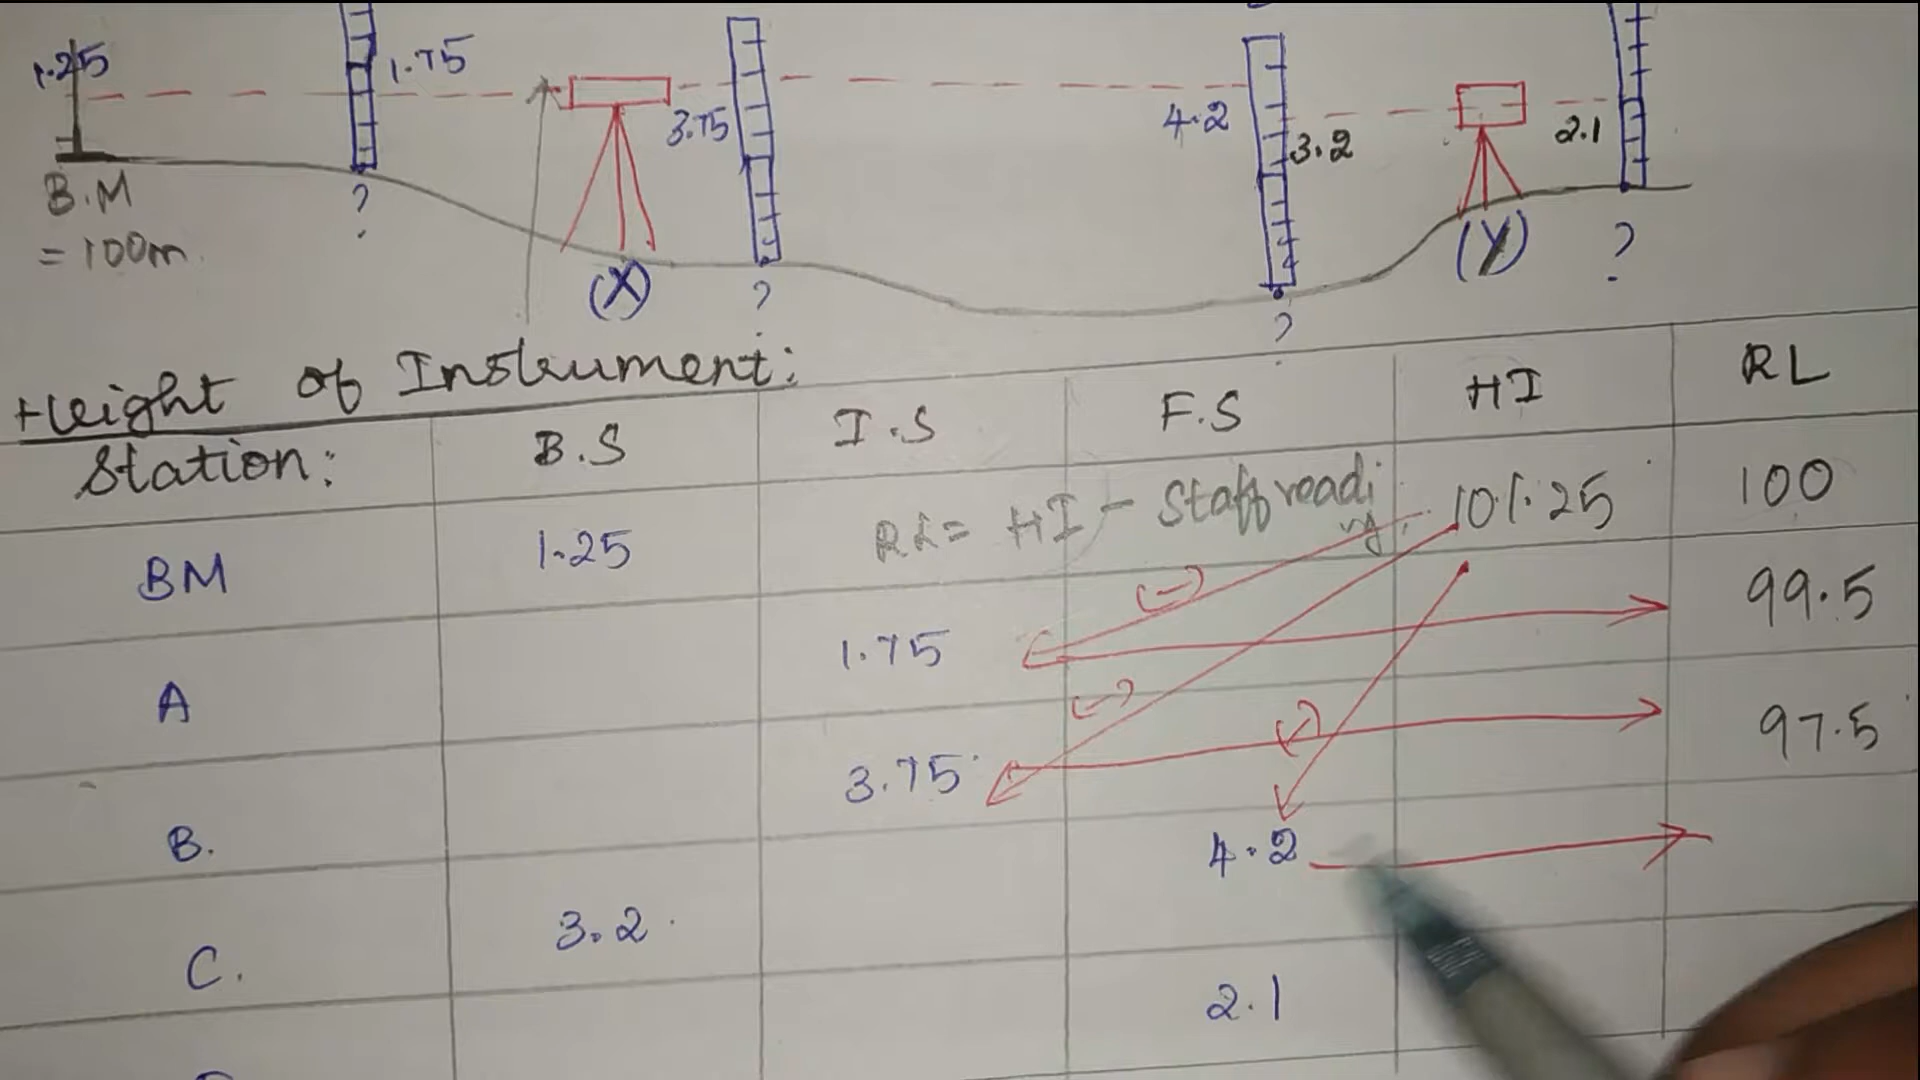 1.25
1.75
3.75
4.2
3.2
2.1
B.M
= 100m
?
(X)
?
?
(Y)
?
Height of Instrument:
Station: B.S I.S F.S HI RL
BM 1.25 RL = HI - Staff reading. 101.25 100
A 1.75 (-) 99.5
B. 3.75 (-) (-) 97.5
C. 3.2 4.2
2.1